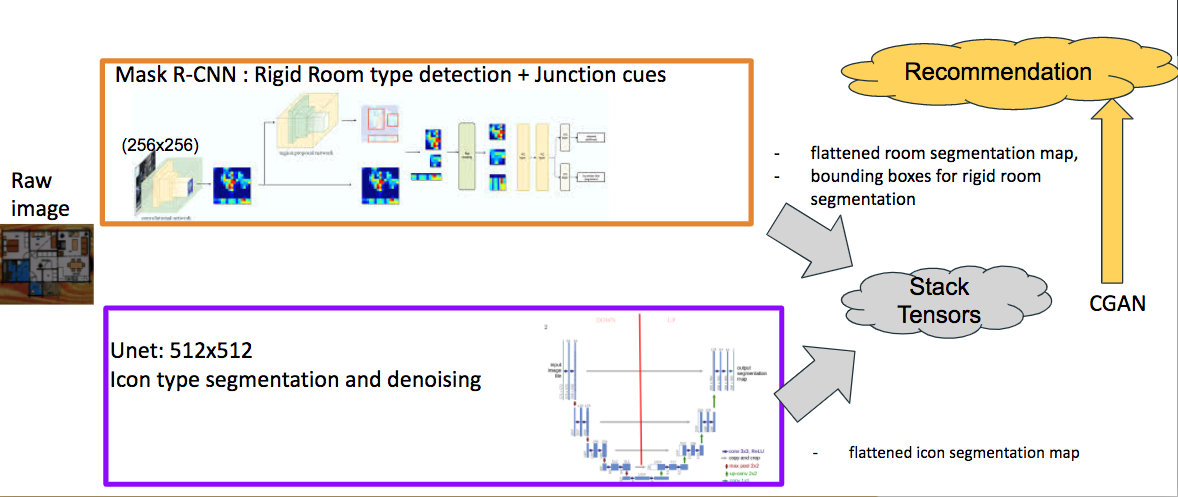 Mask R-CNN : Rigid Room type detection + Junction cues
(256x256)
region proposal network
convolutional network
Raw
image
Recommendation
- flattened room segmentation map,
- bounding boxes for rigid room
segmentation
Stack
Tensors
CGAN
Unet: 512x512
Icon type segmentation and denoising
2
DOWN
UP
input
image
tile
output
segmentation
map
conv 3x3, ReLU
copy and crop
max pool 2x2
up-conv 2x2
conv 1x1
- flattened icon segmentation map